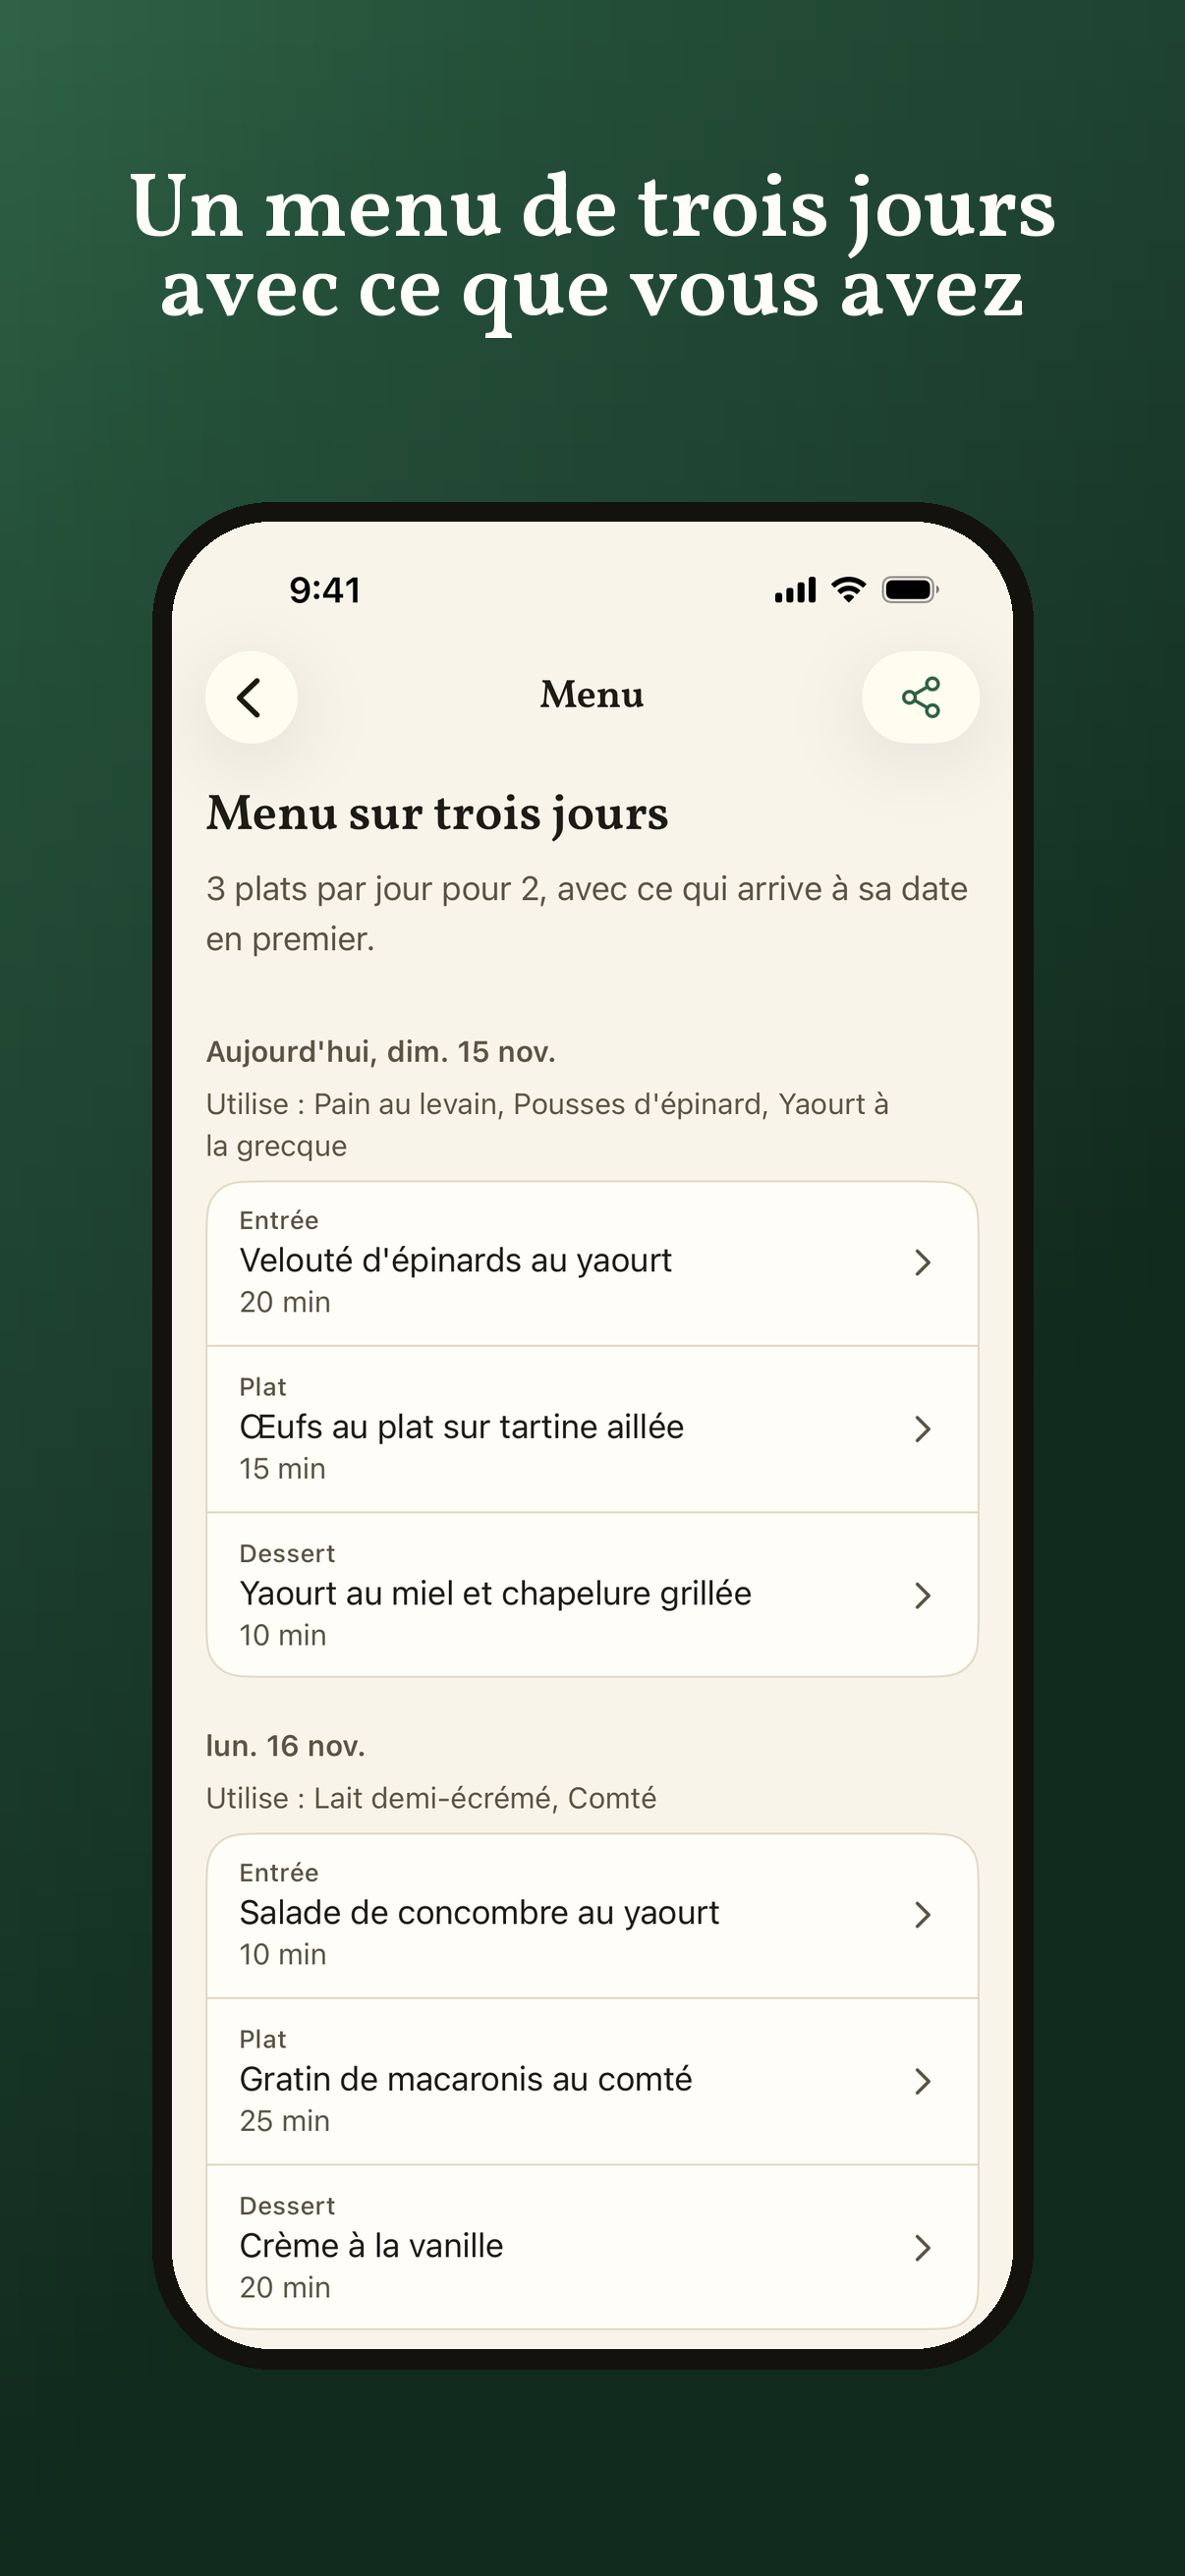 Un menu de trois jours
avec ce que vous avez
9:41
Menu
Menu sur trois jours
3 plats par jour pour 2, avec ce qui arrive à sa date
en premier.
Aujourd'hui, dim. 15 nov.
Utilise : Pain au levain, Pousses d'épinard, Yaourt à
la grecque
Entrée
Velouté d'épinards au yaourt
20 min
Plat
Œufs au plat sur tartine aillée
15 min
Dessert
Yaourt au miel et chapelure grillée
10 min
lun. 16 nov.
Utilise : Lait demi-écrémé, Comté
Entrée
Salade de concombre au yaourt
10 min
Plat
Gratin de macaronis au comté
25 min
Dessert
Crème à la vanille
20 min